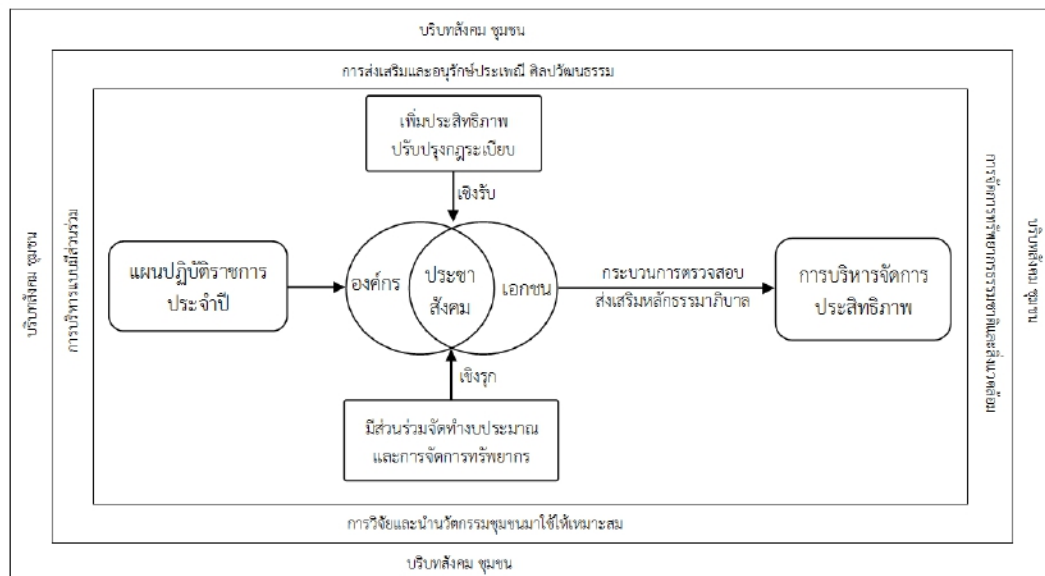 บริบทสังคม ชุมชน
การส่งเสริมและอนุรักษ์ประเพณี ศิลปวัฒนธรรม
เพิ่มประสิทธิภาพ
ปรับปรุงกฎระเบียบ
เชิงรับ
บริบทสังคม ชุมชน
การบริหารแบบมีส่วนร่วม
แผนปฏิบัติราชการ
ประจำปี
องค์กร
ประชา
สังคม
เอกชน
กระบวนการตรวจสอบ
ส่งเสริมหลักธรรมาภิบาล
การบริหารจัดการ
ประสิทธิภาพ
การจัดการทรัพยากรธรรมชาติและสิ่งแวดล้อม
บริบทสังคม ชุมชน
เชิงรุก
มีส่วนร่วมจัดทำงบประมาณ
และการจัดการทรัพยากร
การวิจัยและนำนวัตกรรมชุมชนมาใช้ให้เหมาะสม
บริบทสังคม ชุมชน